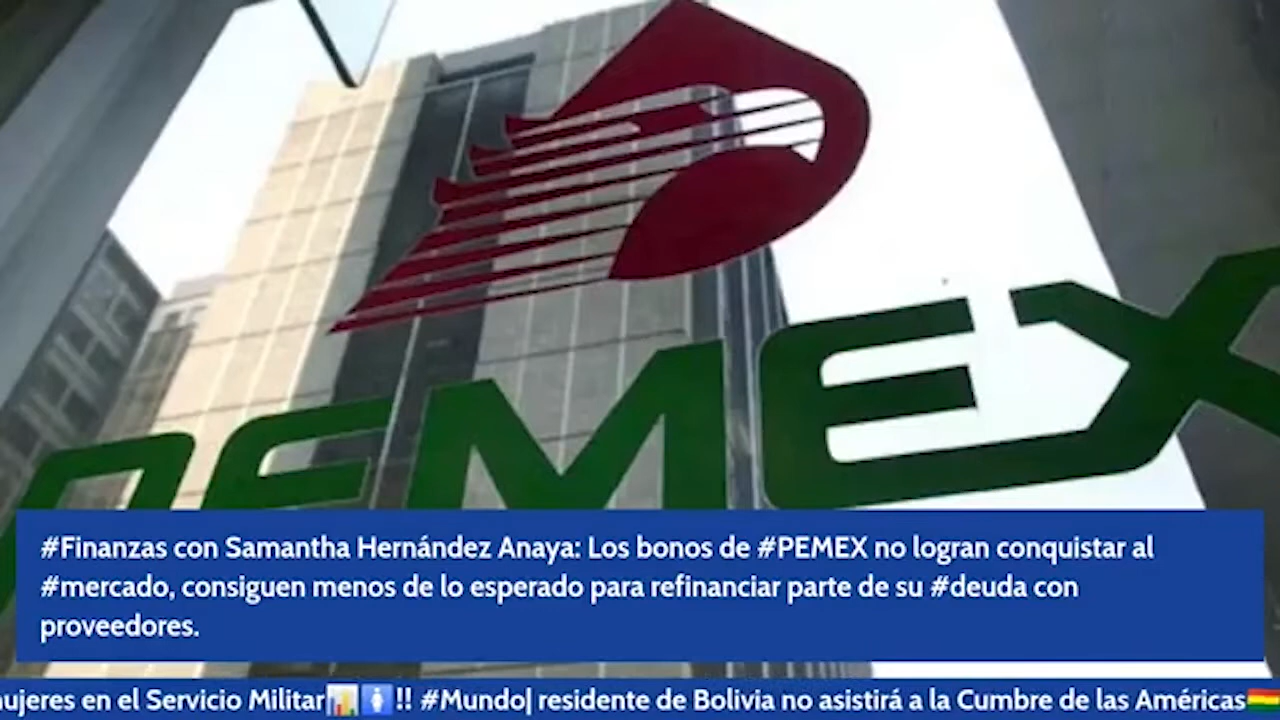 PEMEX
#Finanzas con Samantha Hernández Anaya: Los bonos de #PEMEX no logran conquistar al
#mercado, consiguen menos de lo esperado para refinanciar parte de su #deuda con
proveedores.
en el Servicio Militar📊🚺!! #Mundo| residente de Bolivia no asistirá a la Cumbre de las Américas🇧🇴